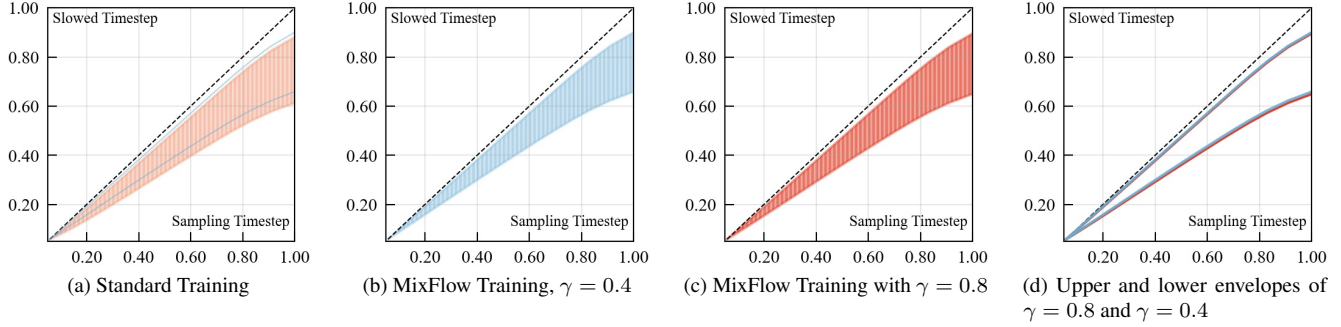 1.00
0.80
0.60
0.40
0.20
Slowed Timestep
Sampling Timestep
0.20 0.40 0.60 0.80 1.00
(a) Standard Training
1.00
0.80
0.60
0.40
0.20
Slowed Timestep
Sampling Timestep
0.20 0.40 0.60 0.80 1.00
(b) MixFlow Training, γ = 0.4
1.00
0.80
0.60
0.40
0.20
Slowed Timestep
Sampling Timestep
0.20 0.40 0.60 0.80 1.00
(c) MixFlow Training with γ = 0.8
1.00
0.80
0.60
0.40
0.20
Slowed Timestep
Sampling Timestep
0.20 0.40 0.60 0.80 1.00
(d) Upper and lower envelopes of
γ = 0.8 and γ = 0.4